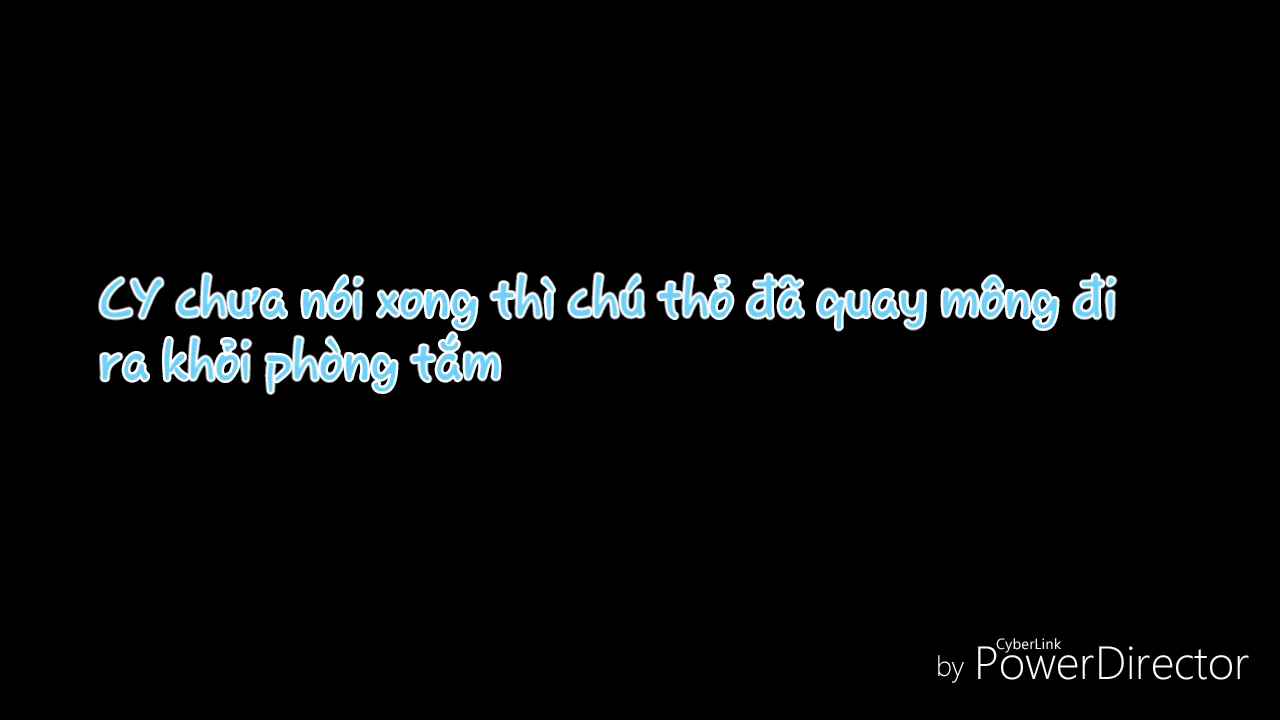 CY chưa nói xong thì chú thỏ đã quay mông đi
ra khỏi phòng tắm
CyberLink
by PowerDirector